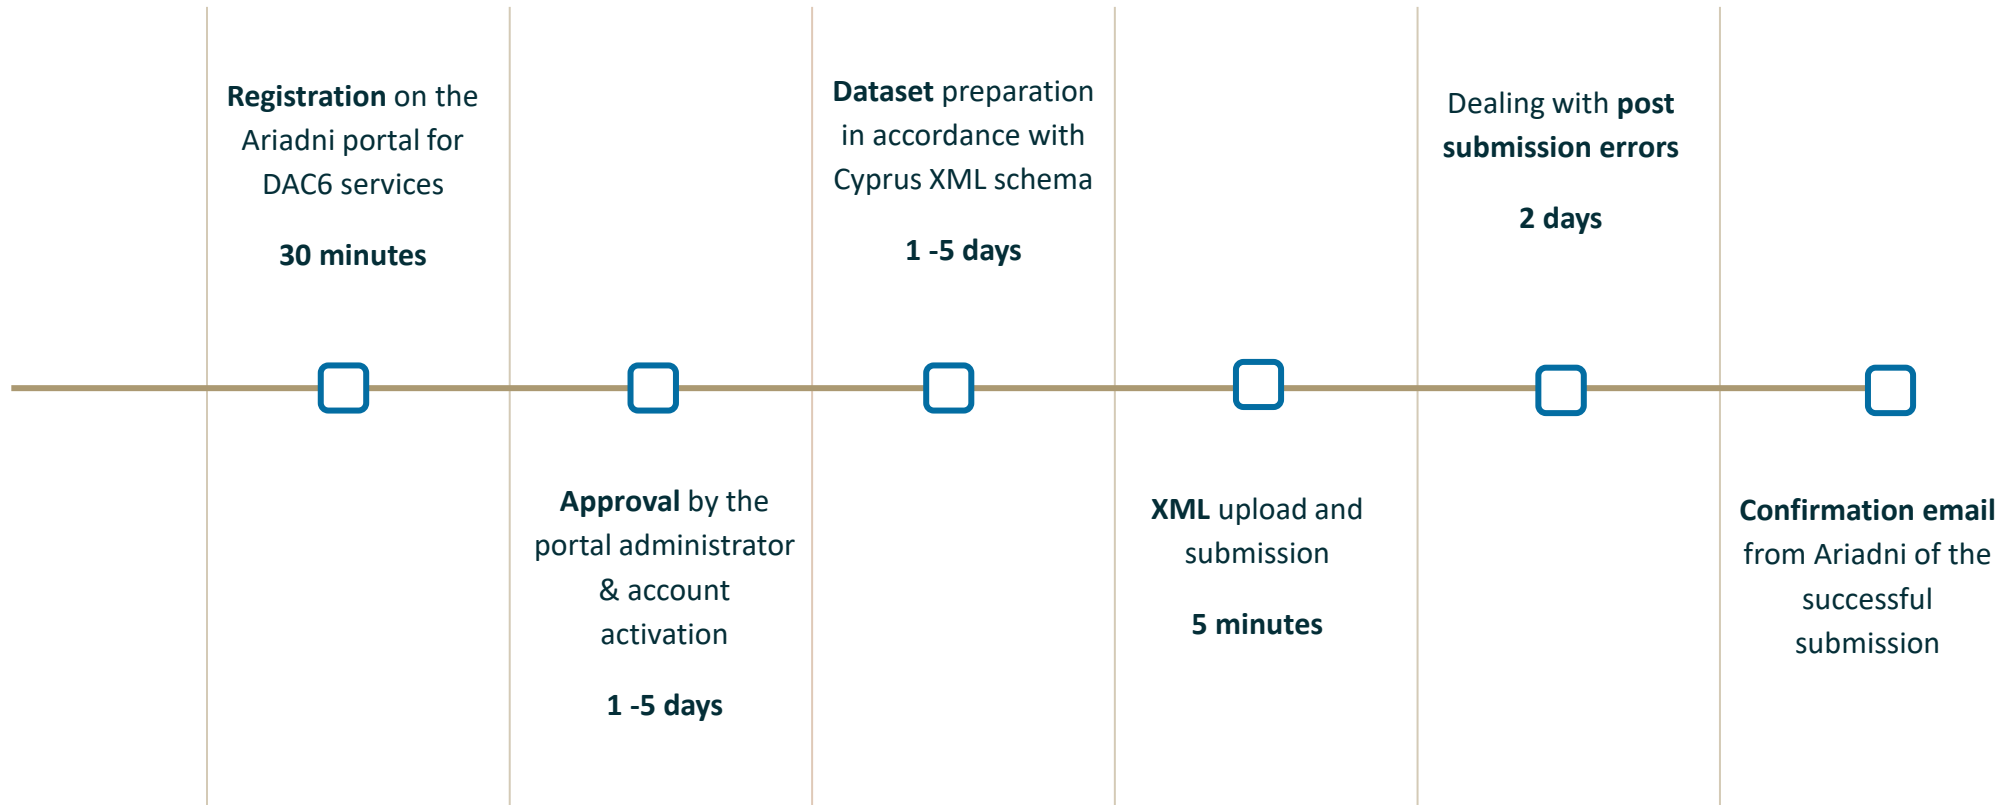 Registration on the
Ariadni portal for
DAC6 services
30 minutes
Approval by the
portal administrator
& account
activation
1 -5 days
Dataset preparation
in accordance with
Cyprus XML schema
1 -5 days
XML upload and
submission
5 minutes
Dealing with post
submission errors
2 days
Confirmation email
from Ariadni of the
successful
submission